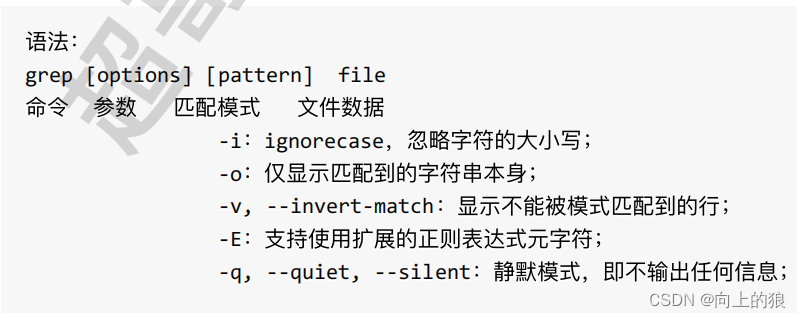 语法：
grep [options] [pattern]  file
命令  参数   匹配模式   文件数据
-i：ignorecase，忽略字符的大小写；
-o：仅显示匹配到的字符串本身；
-v, --invert-match：显示不能被模式匹配到的行；
-E：支持使用扩展的正则表达式元字符；
-q, --quiet, --silent：静默模式，即不输出任何信息；
CSDN @向上的狼